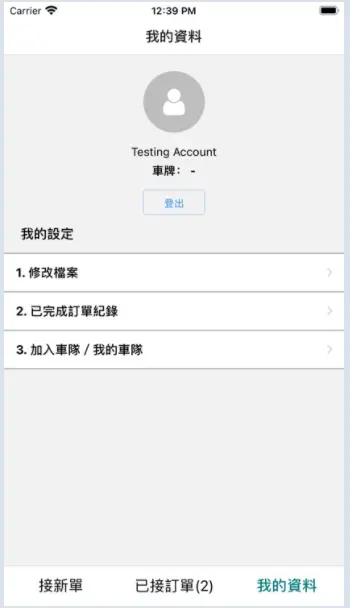 Carrier 12:39 PM
我的資料
Testing Account
車牌： -
登出
我的設定
1. 修改檔案
2. 已完成訂單紀錄
3. 加入車隊 / 我的車隊
接新單 已接訂單(2) 我的資料